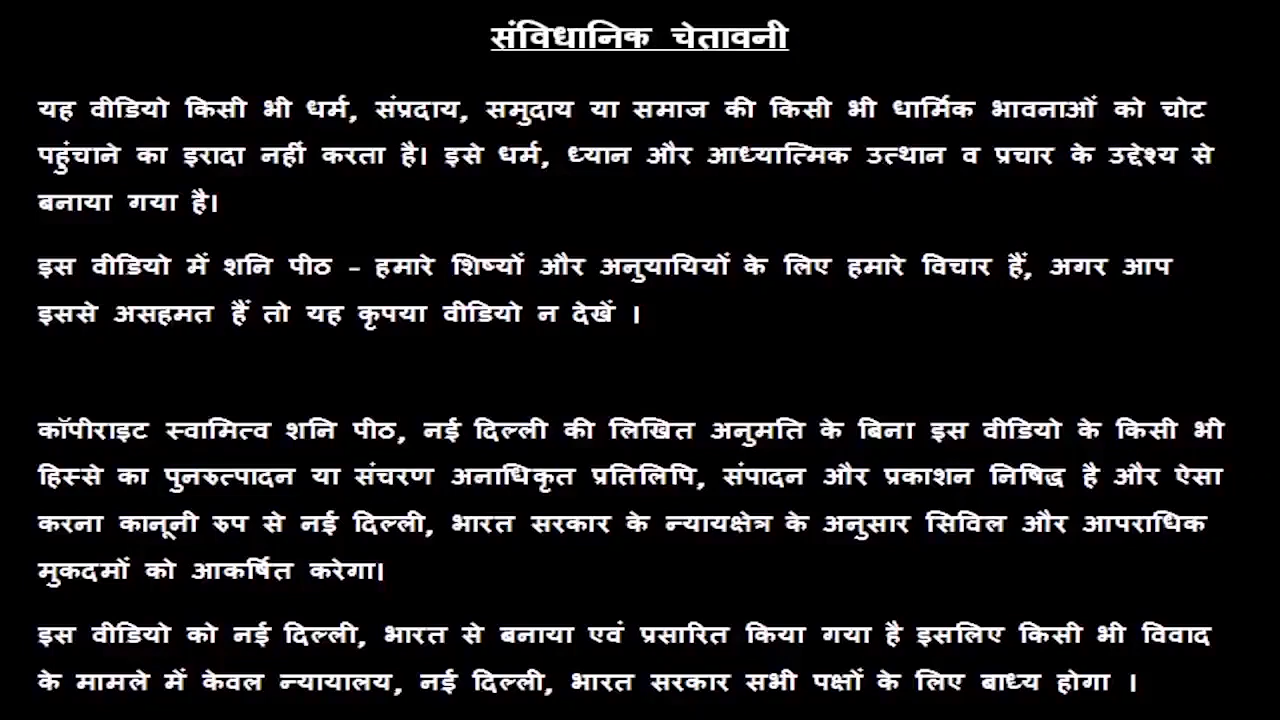 संविधानिक चेतावनी
यह वीडियो किसी भी धर्म, संप्रदाय, समुदाय या समाज की किसी भी धार्मिक भावनाओं को चोट
पहुंचाने का इरादा नहीं करता है। इसे धर्म, ध्यान और आध्यात्मिक उत्थान व प्रचार के उद्देश्य से
बनाया गया है।
इस वीडियो में शनि पीठ – हमारे शिष्यों और अनुयायियों के लिए हमारे विचार हैं, अगर आप
इससे असहमत हैं तो यह कृपया वीडियो न देखें ।
कॉपीराइट स्वामित्व शनि पीठ, नई दिल्ली की लिखित अनुमति के बिना इस वीडियो के किसी भी
हिस्से का पुनरुत्पादन या संचरण अनाधिकृत प्रतिलिपि, संपादन और प्रकाशन निषिद्ध है और ऐसा
करना कानूनी रुप से नई दिल्ली, भारत सरकार के न्यायक्षेत्र के अनुसार सिविल और आपराधिक
मुकदमों को आकर्षित करेगा।
इस वीडियो को नई दिल्ली, भारत से बनाया एवं प्रसारित किया गया है इसलिए किसी भी विवाद
के मामले में केवल न्यायालय, नई दिल्ली, भारत सरकार सभी पक्षों के लिए बाध्य होगा ।